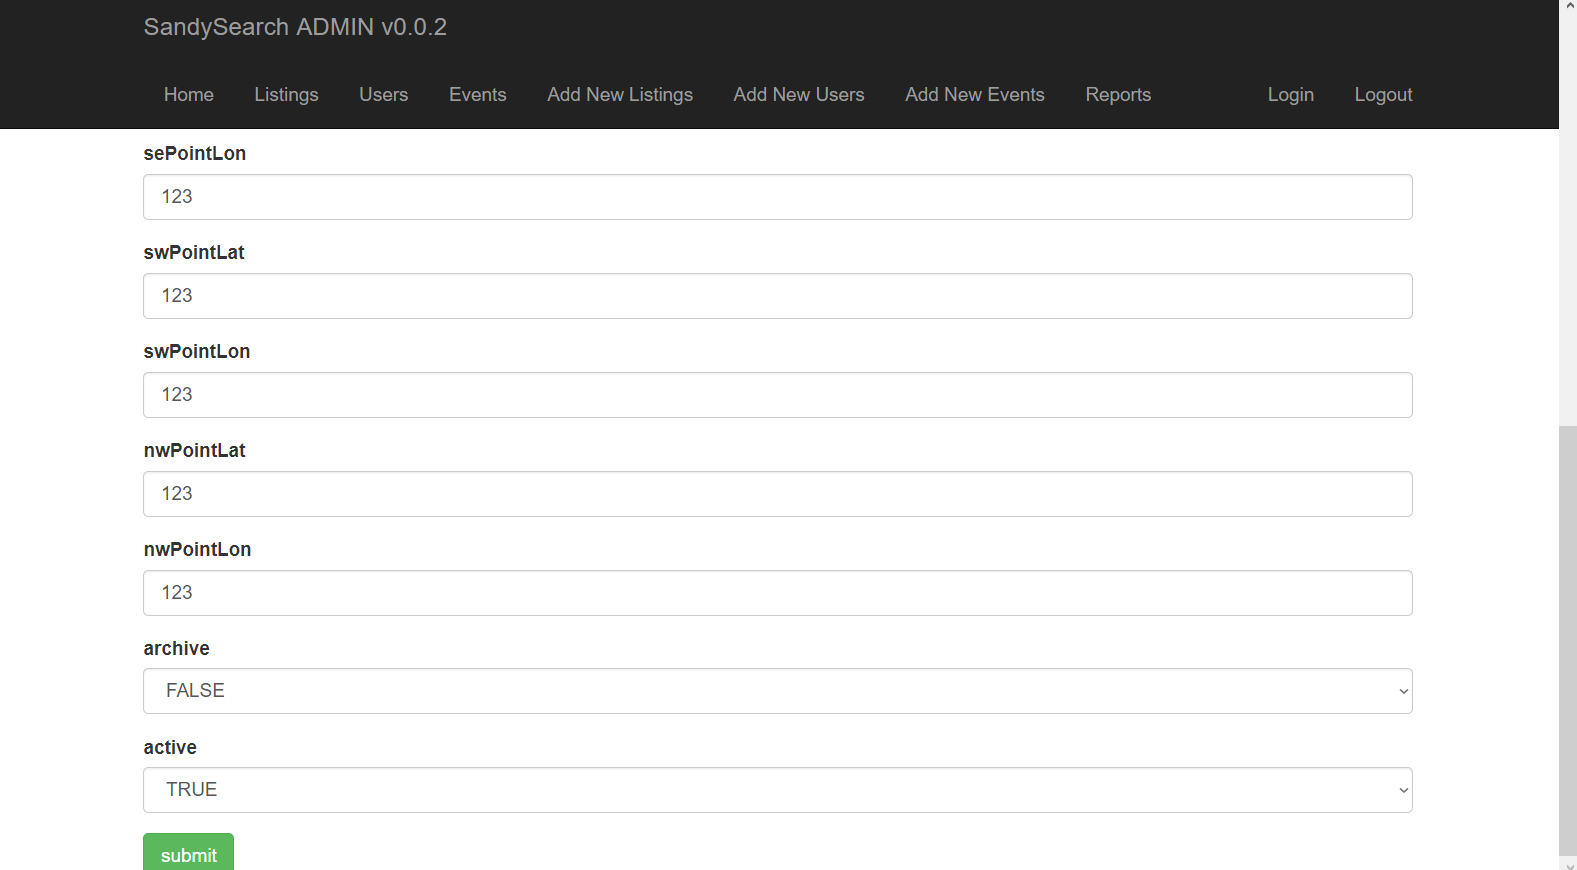 SandySearch ADMIN v0.0.2
Home Listings Users Events Add New Listings Add New Users Add New Events Reports Login Logout
sePointLon
123
swPointLat
123
swPointLon
123
nwPointLat
123
nwPointLon
123
archive
FALSE
active
TRUE
submit